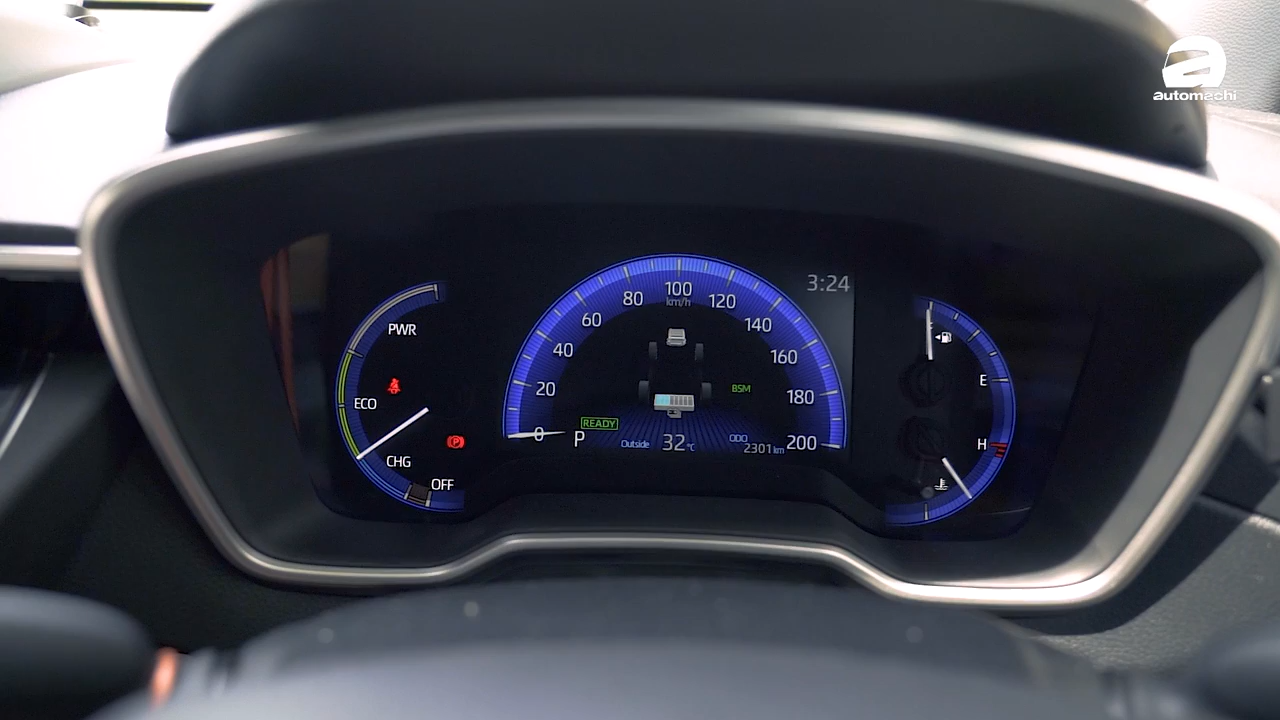 automachi
3:24
PWR
ECO
CHG
OFF
0
20
40
60
80
100
120
140
160
180
200
km/h
BSM
READY
P
Outside 32°C
ODO
2301 km
E
H